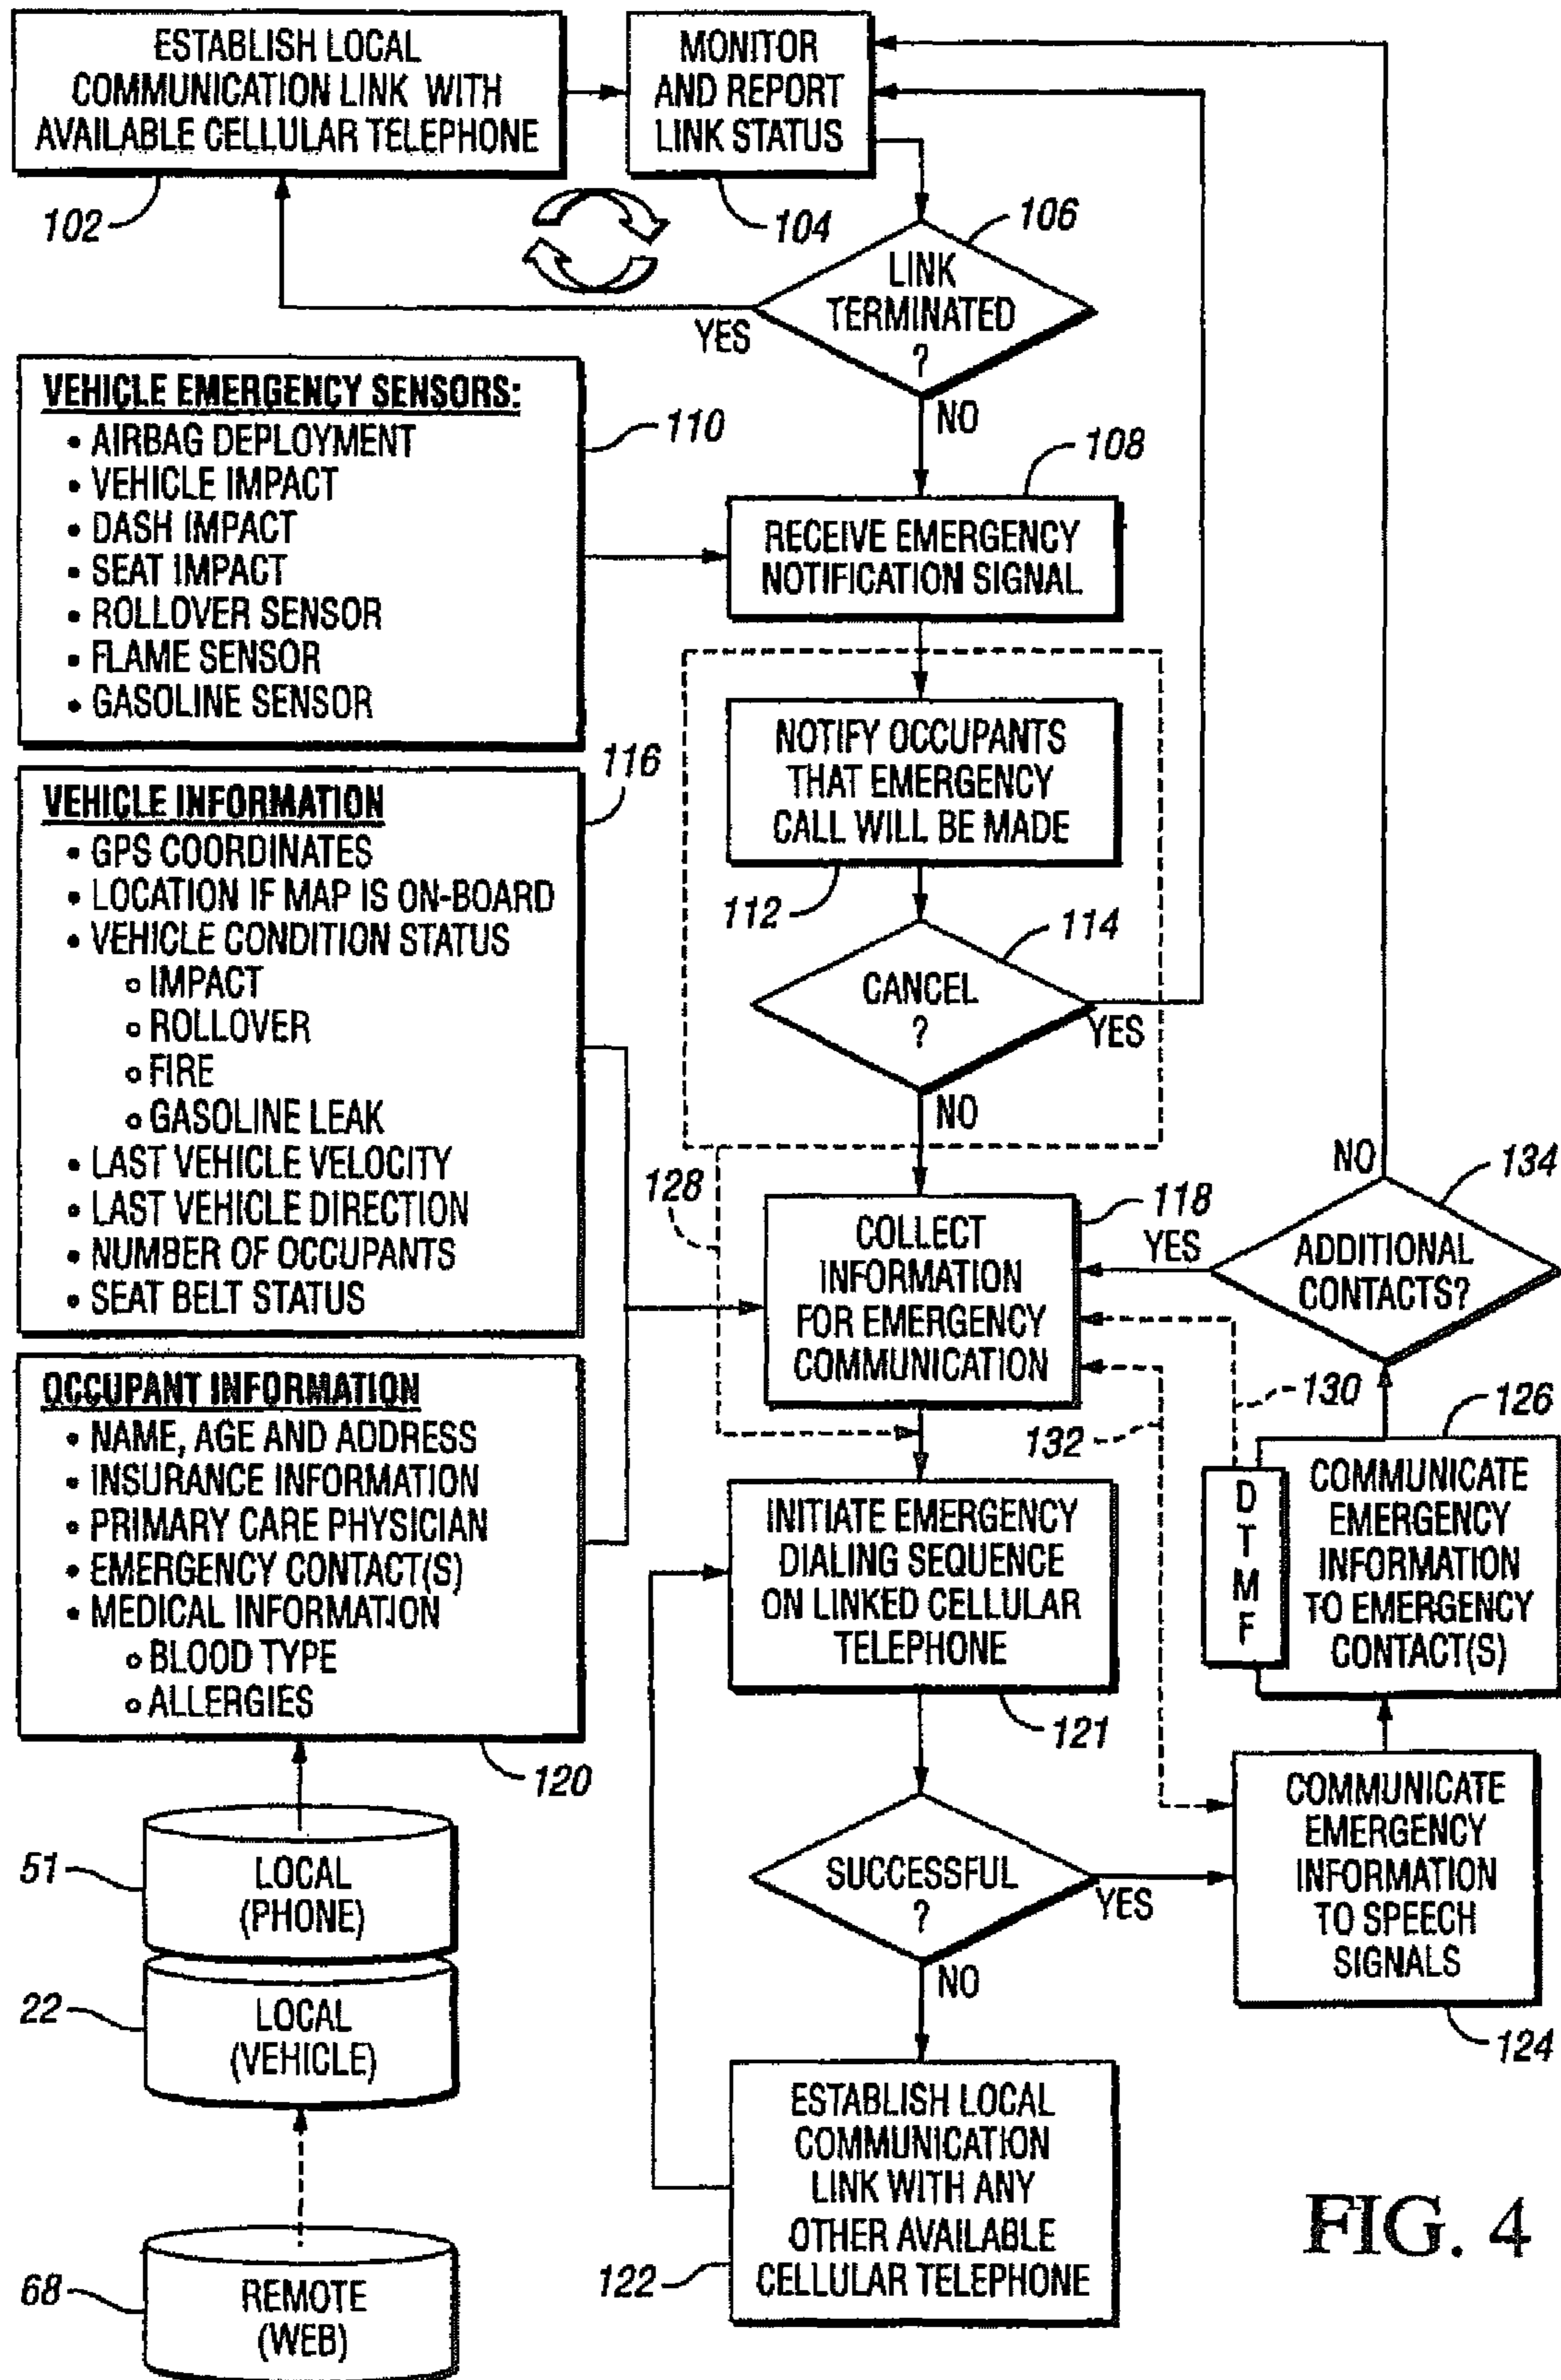 ESTABLISH LOCAL
COMMUNICATION LINK WITH
AVAILABLE CELLULAR TELEPHONE
102
MONITOR
AND REPORT
LINK STATUS
104
106
LINK
TERMINATED
?
YES
NO
VEHICLE EMERGENCY SENSORS:
• AIRBAG DEPLOYMENT
• VEHICLE IMPACT
• DASH IMPACT
• SEAT IMPACT
• ROLLOVER SENSOR
• FLAME SENSOR
• GASOLINE SENSOR
110
108
RECEIVE EMERGENCY
NOTIFICATION SIGNAL
NOTIFY OCCUPANTS
THAT EMERGENCY
CALL WILL BE MADE
112
114
CANCEL
?
YES
NO
116
VEHICLE INFORMATION
• GPS COORDINATES
• LOCATION IF MAP IS ON-BOARD
• VEHICLE CONDITION STATUS
o IMPACT
o ROLLOVER
o FIRE
o GASOLINE LEAK
• LAST VEHICLE VELOCITY
• LAST VEHICLE DIRECTION
• NUMBER OF OCCUPANTS
• SEAT BELT STATUS
128
118
COLLECT
INFORMATION
FOR EMERGENCY
COMMUNICATION
NO
134
YES
ADDITIONAL
CONTACTS?
130
132
126
OCCUPANT INFORMATION
• NAME, AGE AND ADDRESS
• INSURANCE INFORMATION
• PRIMARY CARE PHYSICIAN
• EMERGENCY CONTACT(S)
• MEDICAL INFORMATION
o BLOOD TYPE
o ALLERGIES
120
INITIATE EMERGENCY
DIALING SEQUENCE
ON LINKED CELLULAR
TELEPHONE
121
D
T
M
F
COMMUNICATE
EMERGENCY
INFORMATION
TO EMERGENCY
CONTACT(S)
51
LOCAL
(PHONE)
22
LOCAL
(VEHICLE)
68
REMOTE
(WEB)
SUCCESSFUL
?
YES
NO
COMMUNICATE
EMERGENCY
INFORMATION
TO SPEECH
SIGNALS
124
ESTABLISH LOCAL
COMMUNICATION
LINK WITH ANY
OTHER AVAILABLE
CELLULAR TELEPHONE
122
FIG. 4